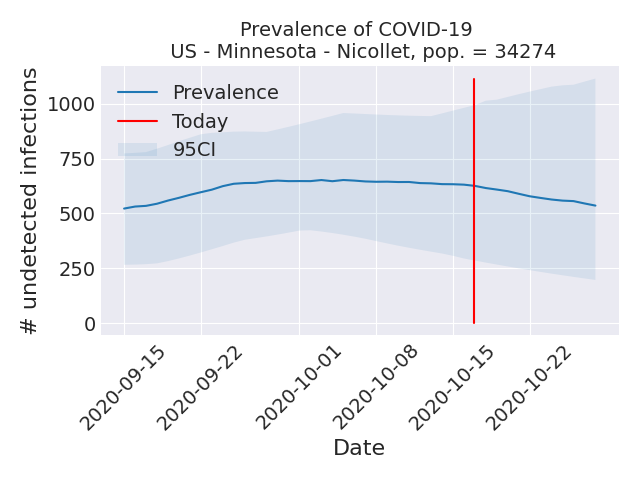 Prevalence of COVID-19
US - Minnesota - Nicollet, pop. = 34274
# undetected infections
1000
750
500
250
0
Prevalence
Today
95CI
2020-09-15
2020-09-22
2020-10-01
2020-10-08
2020-10-15
2020-10-22
Date